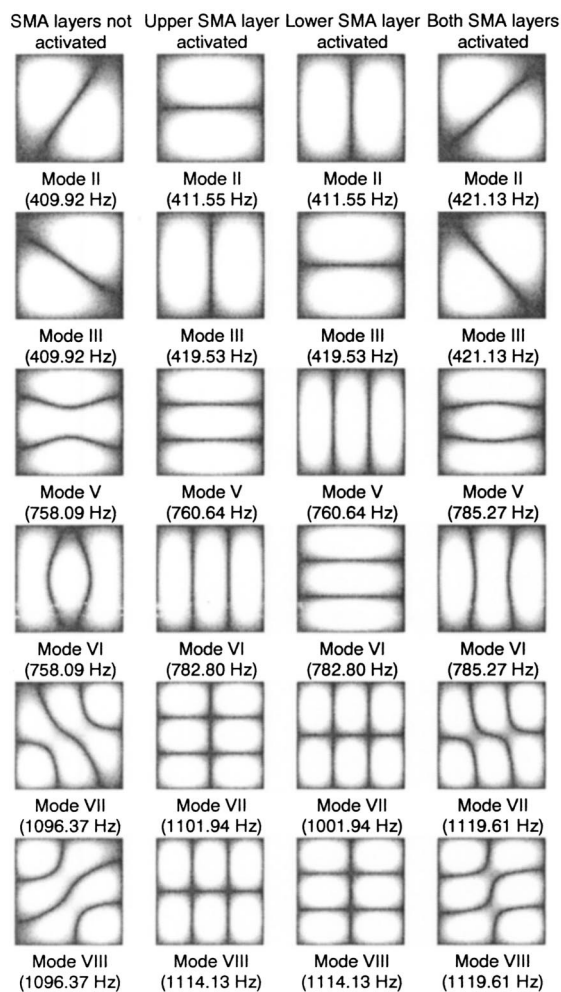 SMA layers not Upper SMA layer Lower SMA layer Both SMA layers
activated activated activated activated
Mode II Mode II Mode II Mode II
(409.92 Hz) (411.55 Hz) (411.55 Hz) (421.13 Hz)
Mode III Mode III Mode III Mode III
(409.92 Hz) (419.53 Hz) (419.53 Hz) (421.13 Hz)
Mode V Mode V Mode V Mode V
(758.09 Hz) (760.64 Hz) (760.64 Hz) (785.27 Hz)
Mode VI Mode VI Mode VI Mode VI
(758.09 Hz) (782.80 Hz) (782.80 Hz) (785.27 Hz)
Mode VII Mode VII Mode VII Mode VII
(1096.37 Hz) (1101.94 Hz) (1001.94 Hz) (1119.61 Hz)
Mode VIII Mode VIII Mode VIII Mode VIII
(1096.37 Hz) (1114.13 Hz) (1114.13 Hz) (1119.61 Hz)